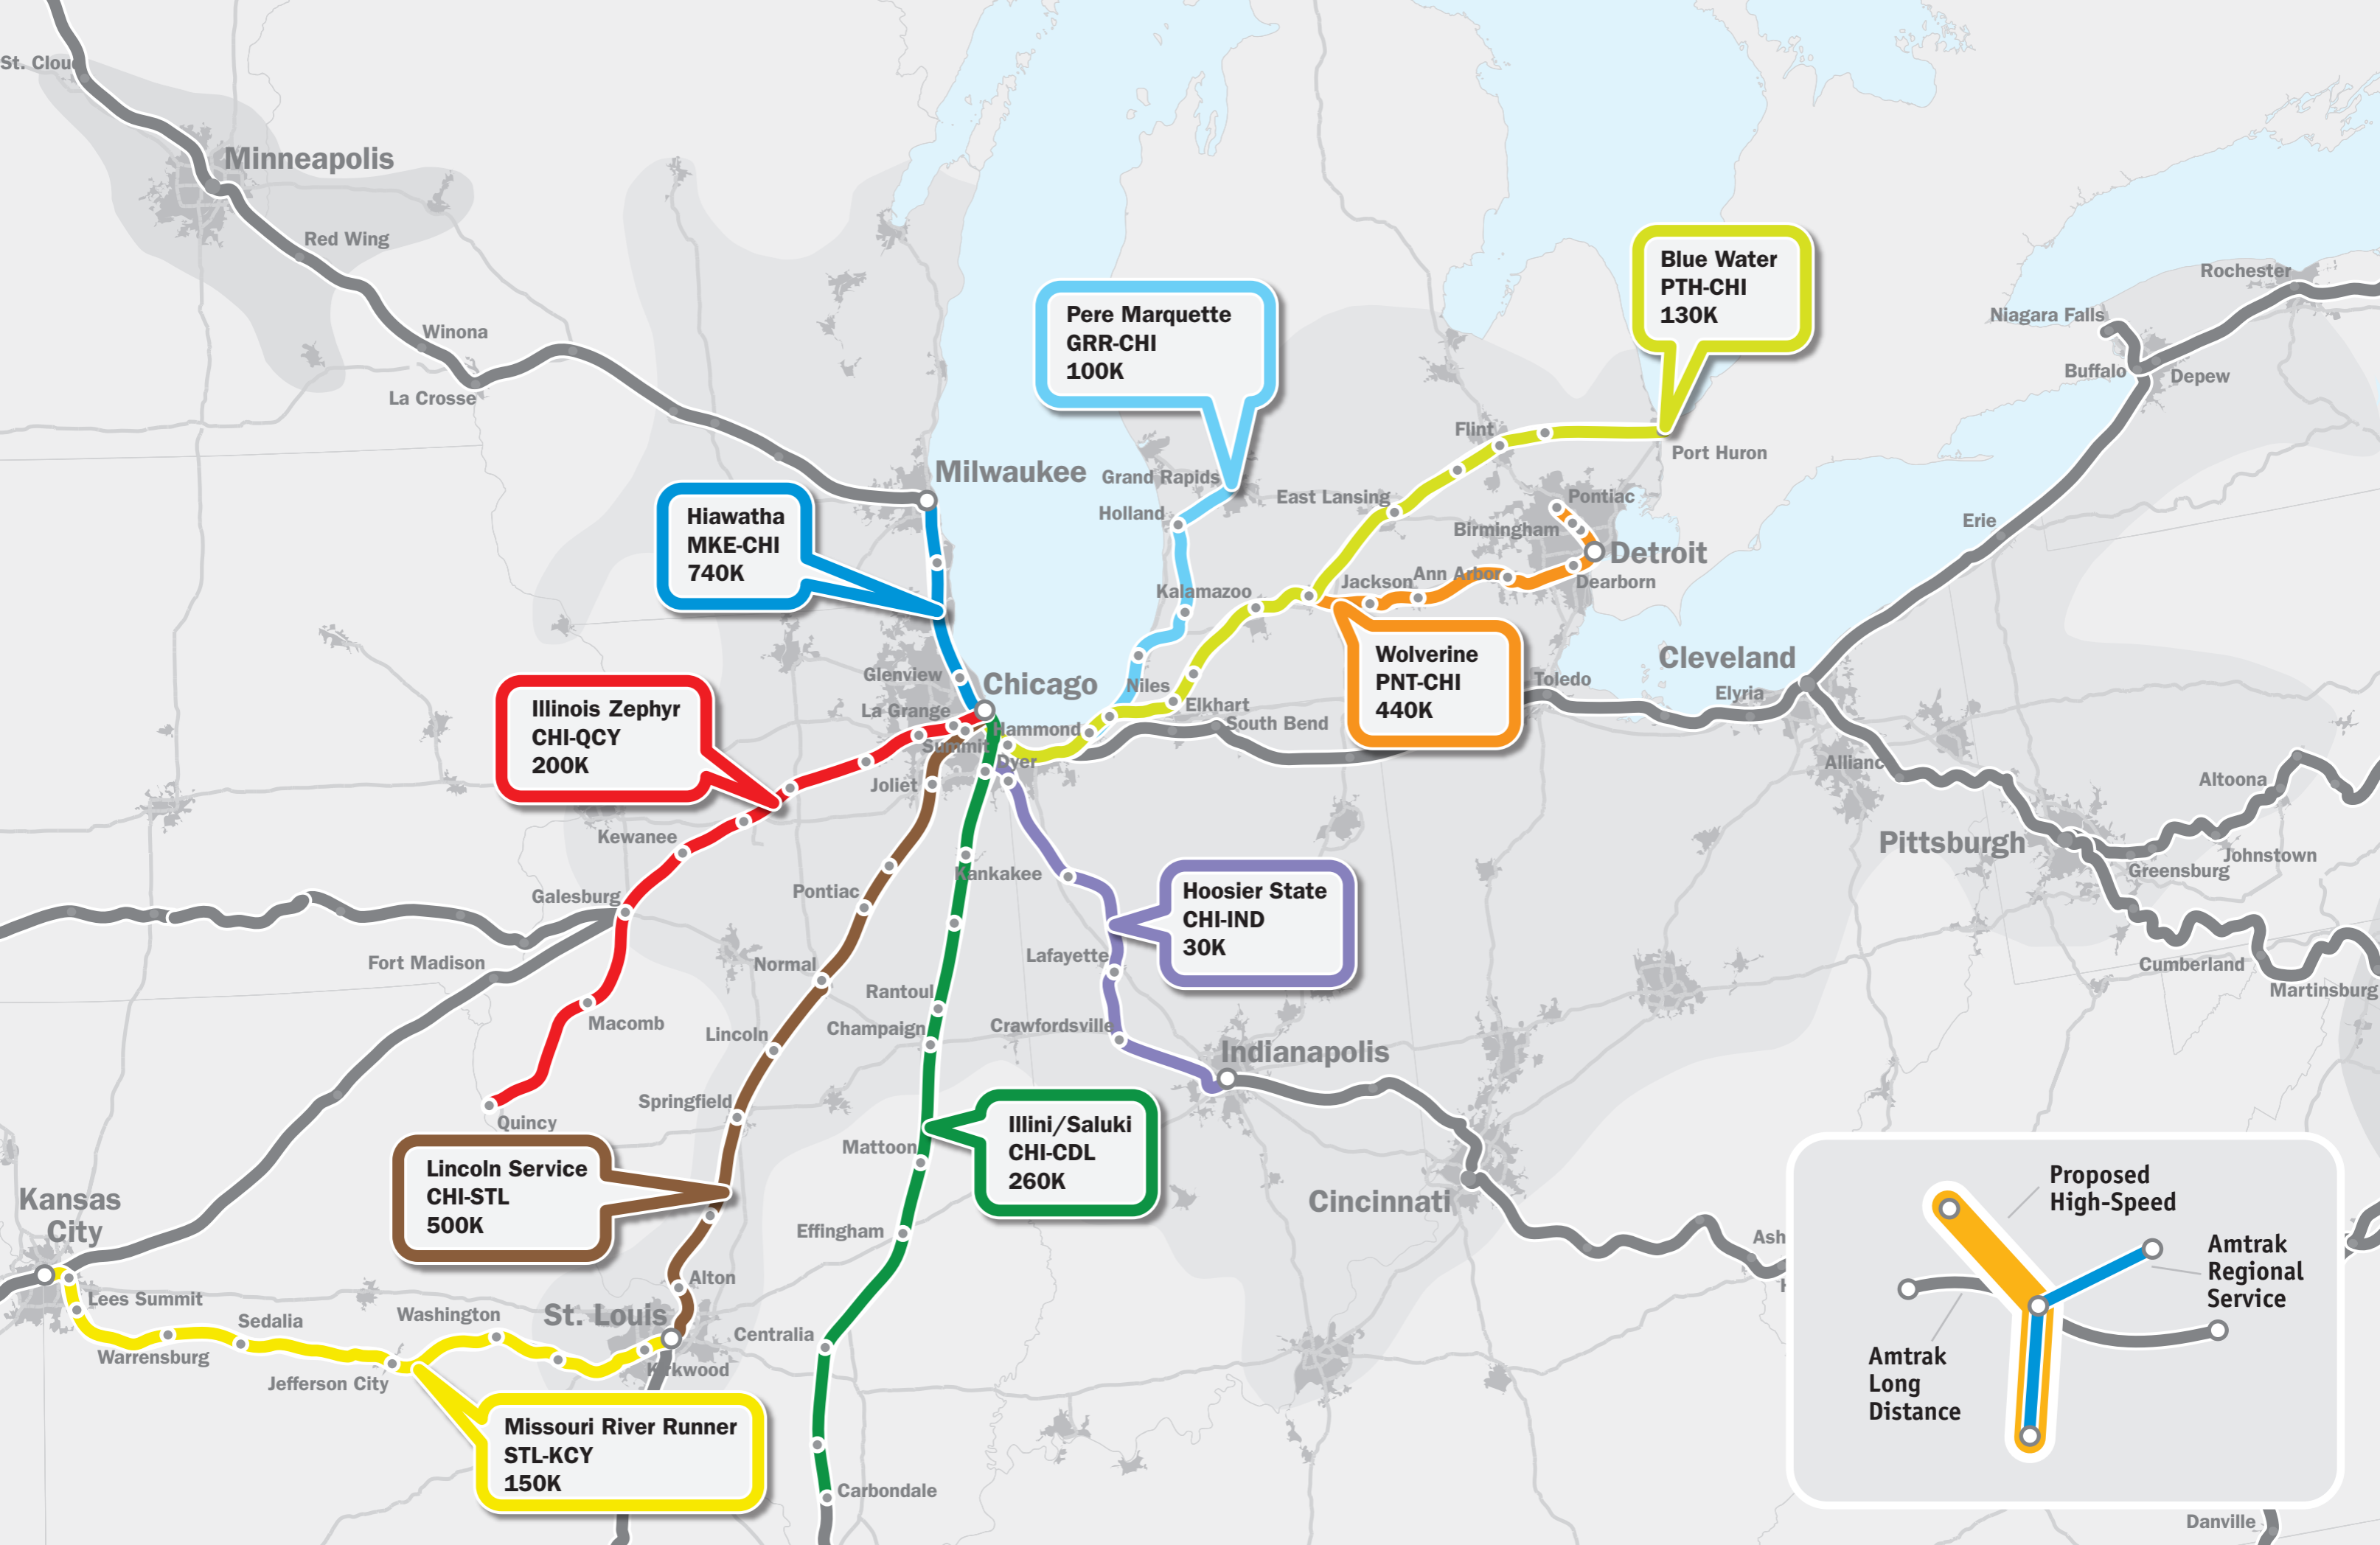 St. Clou
Minneapolis
Red Wing
Winona
La Crosse
Milwaukee
Hiawatha
MKE-CHI
740K
Pere Marquette
GRR-CHI
100K
Blue Water
PTH-CHI
130K
Rochester
Niagara Falls
Buffalo
Depew
Flint
Port Huron
Grand Rapids
Holland
East Lansing
Pontiac
Birmingham
Detroit
Dearborn
Erie
Kalamazoo
Jackson
Ann Arbor
Wolverine
PNT-CHI
440K
Cleveland
Toledo
Elyria
Glenview
Chicago
La Grange
Niles
Elkhart
South Bend
Hammond
Summit
Dyer
Joliet
Illinois Zephyr
CHI-QCY
200K
Kewanee
Galesburg
Fort Madison
Macomb
Quincy
Pontiac
Normal
Lincoln
Springfield
Kankakee
Rantoul
Champaign
Hoosier State
CHI-IND
30K
Lafayette
Crawfordsville
Indianapolis
Alliance
Pittsburgh
Altoona
Johnstown
Greensburg
Cumberland
Martinsburg
Illini/Saluki
CHI-CDL
260K
Mattoon
Effingham
Centralia
Carbondale
Cincinnati
Ash
Lincoln Service
CHI-STL
500K
Kansas
City
Lees Summit
Warrensburg
Sedalia
Jefferson City
Washington
St. Louis
Alton
Kirkwood
Missouri River Runner
STL-KCY
150K
Proposed
High-Speed
Amtrak
Regional
Service
Amtrak
Long
Distance
Danville